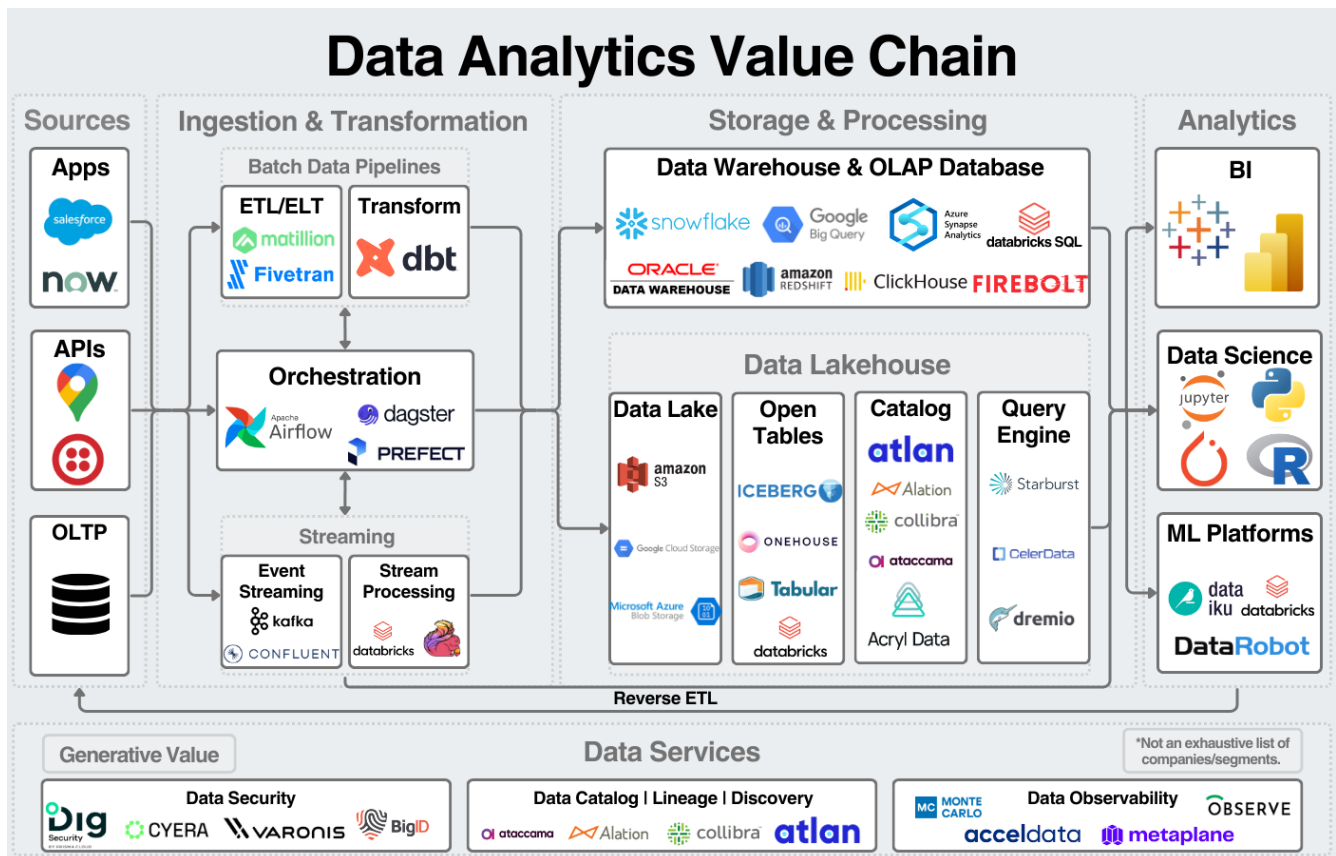 Data Analytics Value Chain
Sources
Apps
salesforce
now
APIs
OLTP
Ingestion & Transformation
Batch Data Pipelines
ETL/ELT
matillion
Fivetran
Transform
dbt
Orchestration
Apache
Airflow
dagster
PREFECT
Streaming
Event
Streaming
kafka
CONFLUENT
Stream
Processing
databricks
Storage & Processing
Data Warehouse & OLAP Database
snowflake
Google
Big Query
Azure
Synapse
Analytics
databricks SQL
ORACLE
DATA WAREHOUSE
amazon
REDSHIFT
ClickHouse
FIREBOLT
Data Lakehouse
Data Lake
amazon
S3
Google Cloud Storage
Microsoft Azure
Blob Storage
10
01
Open
Tables
ICEBERG
ONEHOUSE
Tabular
databricks
Catalog
atlan
Alation
collibra
ataccama
Acryl Data
Query
Engine
Starburst
CelerData
dremio
Analytics
BI
Data Science
jupyter
R
ML Platforms
data
iku
databricks
DataRobot
Reverse ETL
Generative Value
Data Services
*Not an exhaustive list of
companies/segments.
Data Security
Dig
Security
CYERA
VARONIS
BigID
Data Catalog | Lineage | Discovery
ataccama
Alation
collibra
atlan
Data Observability
MC
MONTE
CARLO
OBSERVE
acceldata
metaplane